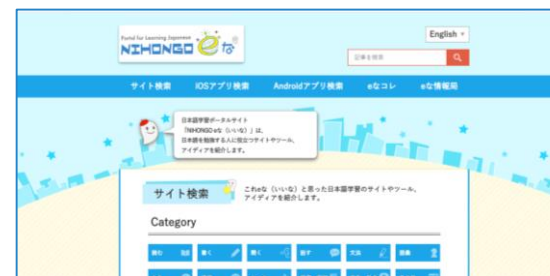 Portal for Learning Japanese
NIHONGO eな
English
記事を検索
サイト検索 iOSアプリ検索 Androidアプリ検索 eなコレ eな情報局
日本語学習ポータルサイト
「NIHONGO eな（いいな）」は、
日本語を勉強する人に役立つサイトやツール、
アイディアを紹介します。
サイト検索
これeな（いいな）と思った日本語学習のサイトやツール、
アイディアを紹介します。
Category
読む 書く 聞く 話す 文法 語彙